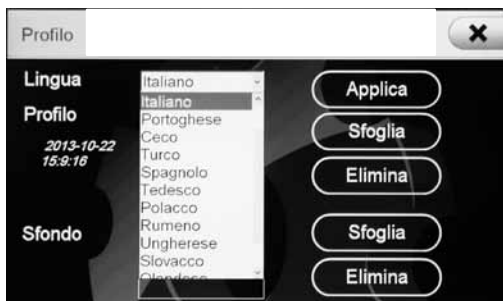 Profilo
Lingua
Italiano
Applica
Italiano
Portoghese
Ceco
Turco
Spagnolo
Tedesco
Polacco
Rumeno
Ungherese
Slovacco
Olandese
Profilo
2013-10-22
15:9:16
Sfoglia
Elimina
Sfondo
Sfoglia
Elimina